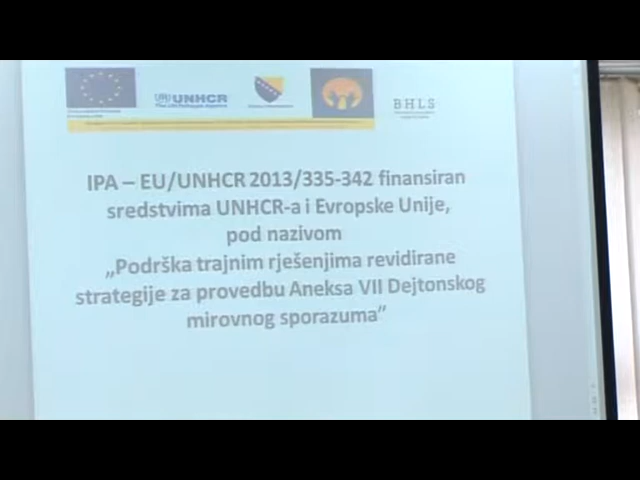 UNHCR
BHLS
IPA – EU/UNHCR 2013/335-342 finansiran
sredstvima UNHCR-a i Evropske Unije,
pod nazivom
„Podrška trajnim rješenjima revidirane
strategije za provedbu Aneksa VII Dejtonskog
mirovnog sporazuma”